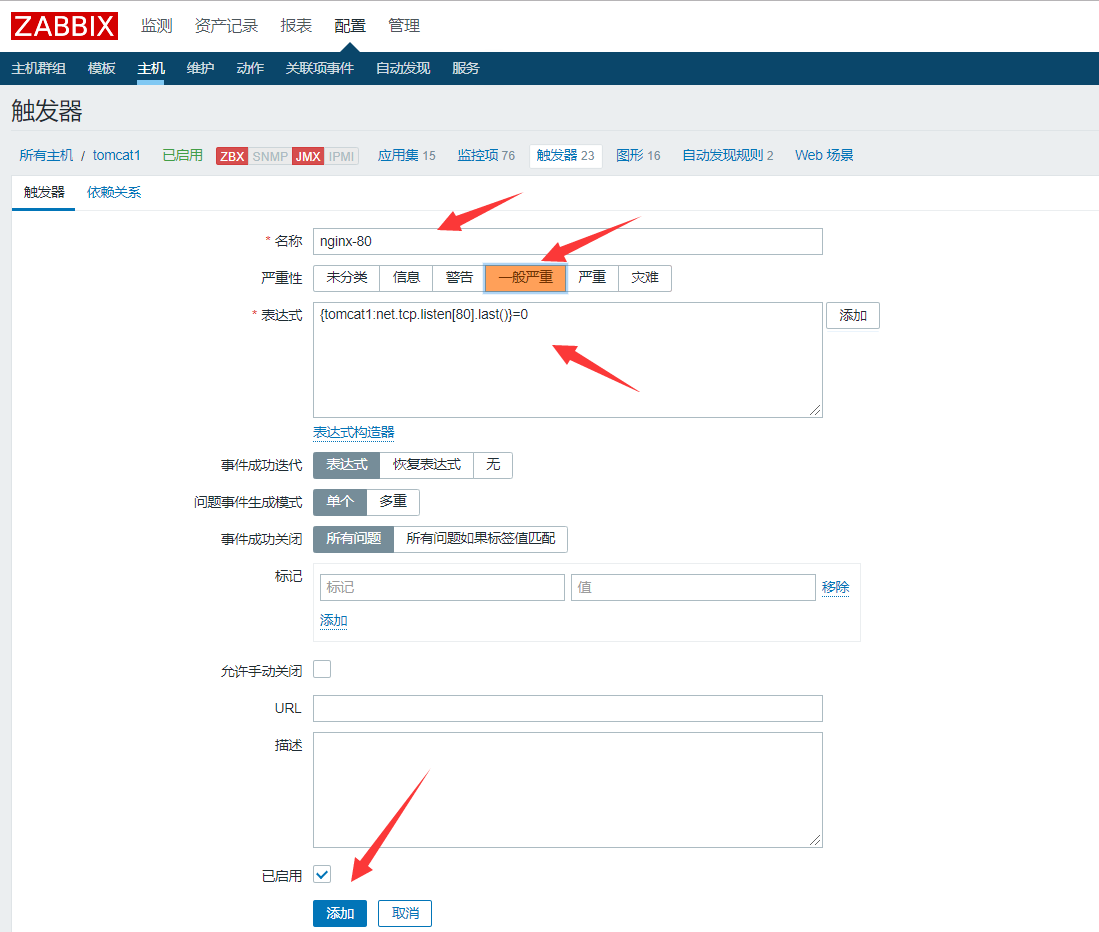 ZABBIX 监测 资产记录 报表 配置 管理
主机群组 模板 主机 维护 动作 关联项事件 自动发现 服务
触发器
所有主机 / tomcat1 已启用 ZBX SNMP JMX IPMI 应用集 15 监控项 76 触发器 23 图形 16 自动发现规则 2 Web 场景
触发器 依赖关系
* 名称 nginx-80
严重性 未分类 信息 警告 一般严重 严重 灾难
* 表达式 {tomcat1:net.tcp.listen[80].last()}=0 添加
表达式构造器
事件成功迭代 表达式 恢复表达式 无
问题事件生成模式 单个 多重
事件成功关闭 所有问题 所有问题如果标签值匹配
标记 标记 值 移除
添加
允许手动关闭
URL
描述
已启用
添加 取消